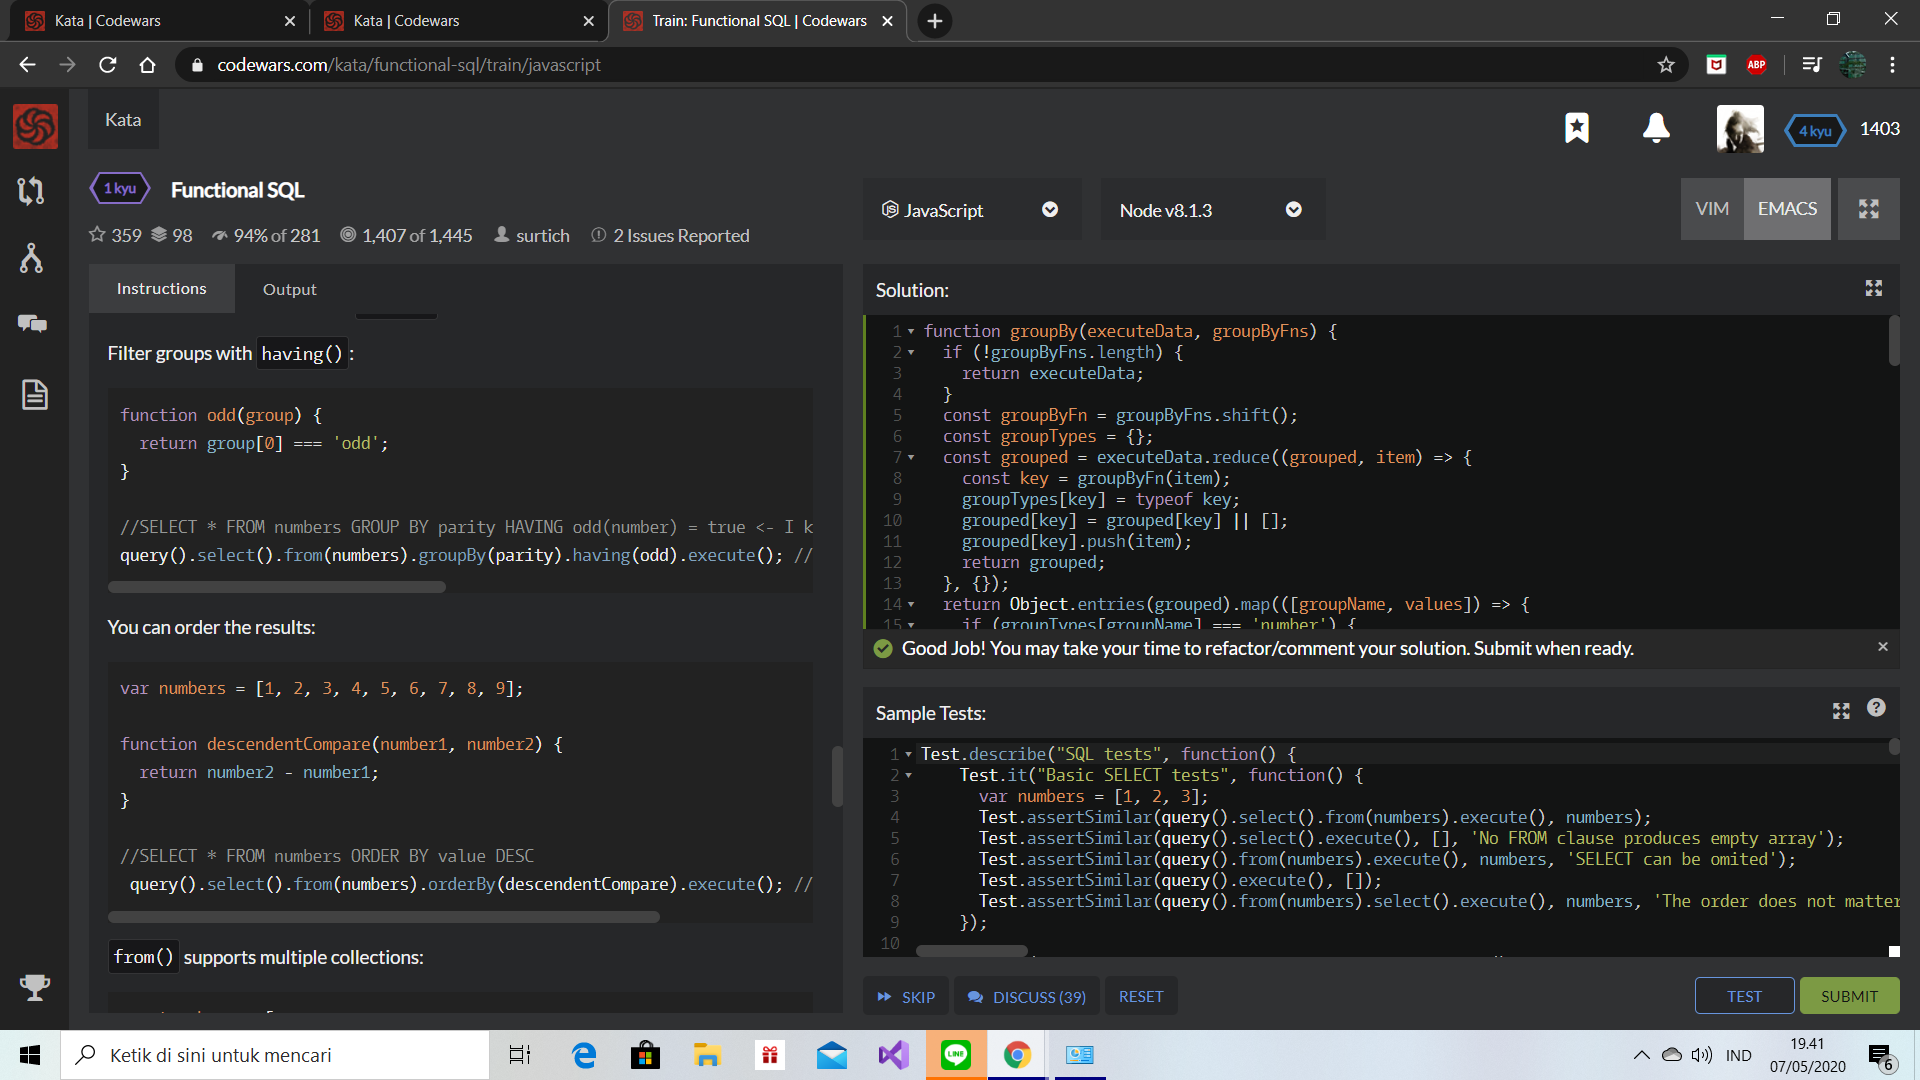 Kata | Codewars
Kata | Codewars
Train: Functional SQL | Codewars
codewars.com/kata/functional-sql/train/javascript
ABP
Kata
4 kyu
1403
1 kyu
Functional SQL
359 98 94% of 281 1,407 of 1,445 surtich 2 Issues Reported
JavaScript
Node v8.1.3
VIM
EMACS
Instructions
Output
Filter groups with having() :
function odd(group) {
return group[0] === 'odd';
}
//SELECT * FROM numbers GROUP BY parity HAVING odd(number) = true <- I k
query().select().from(numbers).groupBy(parity).having(odd).execute(); //
You can order the results:
var numbers = [1, 2, 3, 4, 5, 6, 7, 8, 9];
function descendentCompare(number1, number2) {
return number2 - number1;
}
//SELECT * FROM numbers ORDER BY value DESC
query().select().from(numbers).orderBy(descendentCompare).execute(); //
from() supports multiple collections:
Solution:
1 function groupBy(executeData, groupByFns) {
2 if (!groupByFns.length) {
3 return executeData;
4 }
5 const groupByFn = groupByFns.shift();
6 const groupTypes = {};
7 const grouped = executeData.reduce((grouped, item) => {
8 const key = groupByFn(item);
9 groupTypes[key] = typeof key;
10 grouped[key] = grouped[key] || [];
11 grouped[key].push(item);
12 return grouped;
13 }, {});
14 return Object.entries(grouped).map(([groupName, values]) => {
15 if (groupTypes[groupName] === 'number') {
Good Job! You may take your time to refactor/comment your solution. Submit when ready.
Sample Tests:
1 Test.describe("SQL tests", function() {
2 Test.it("Basic SELECT tests", function() {
3 var numbers = [1, 2, 3];
4 Test.assertSimilar(query().select().from(numbers).execute(), numbers);
5 Test.assertSimilar(query().select().execute(), [], 'No FROM clause produces empty array');
6 Test.assertSimilar(query().from(numbers).execute(), numbers, 'SELECT can be omited');
7 Test.assertSimilar(query().execute(), []);
8 Test.assertSimilar(query().from(numbers).select().execute(), numbers, 'The order does not matter
9 });
10
SKIP
DISCUSS (39)
RESET
TEST
SUBMIT
Ketik di sini untuk mencari
LINE
IND
19.41
07/05/2020
6